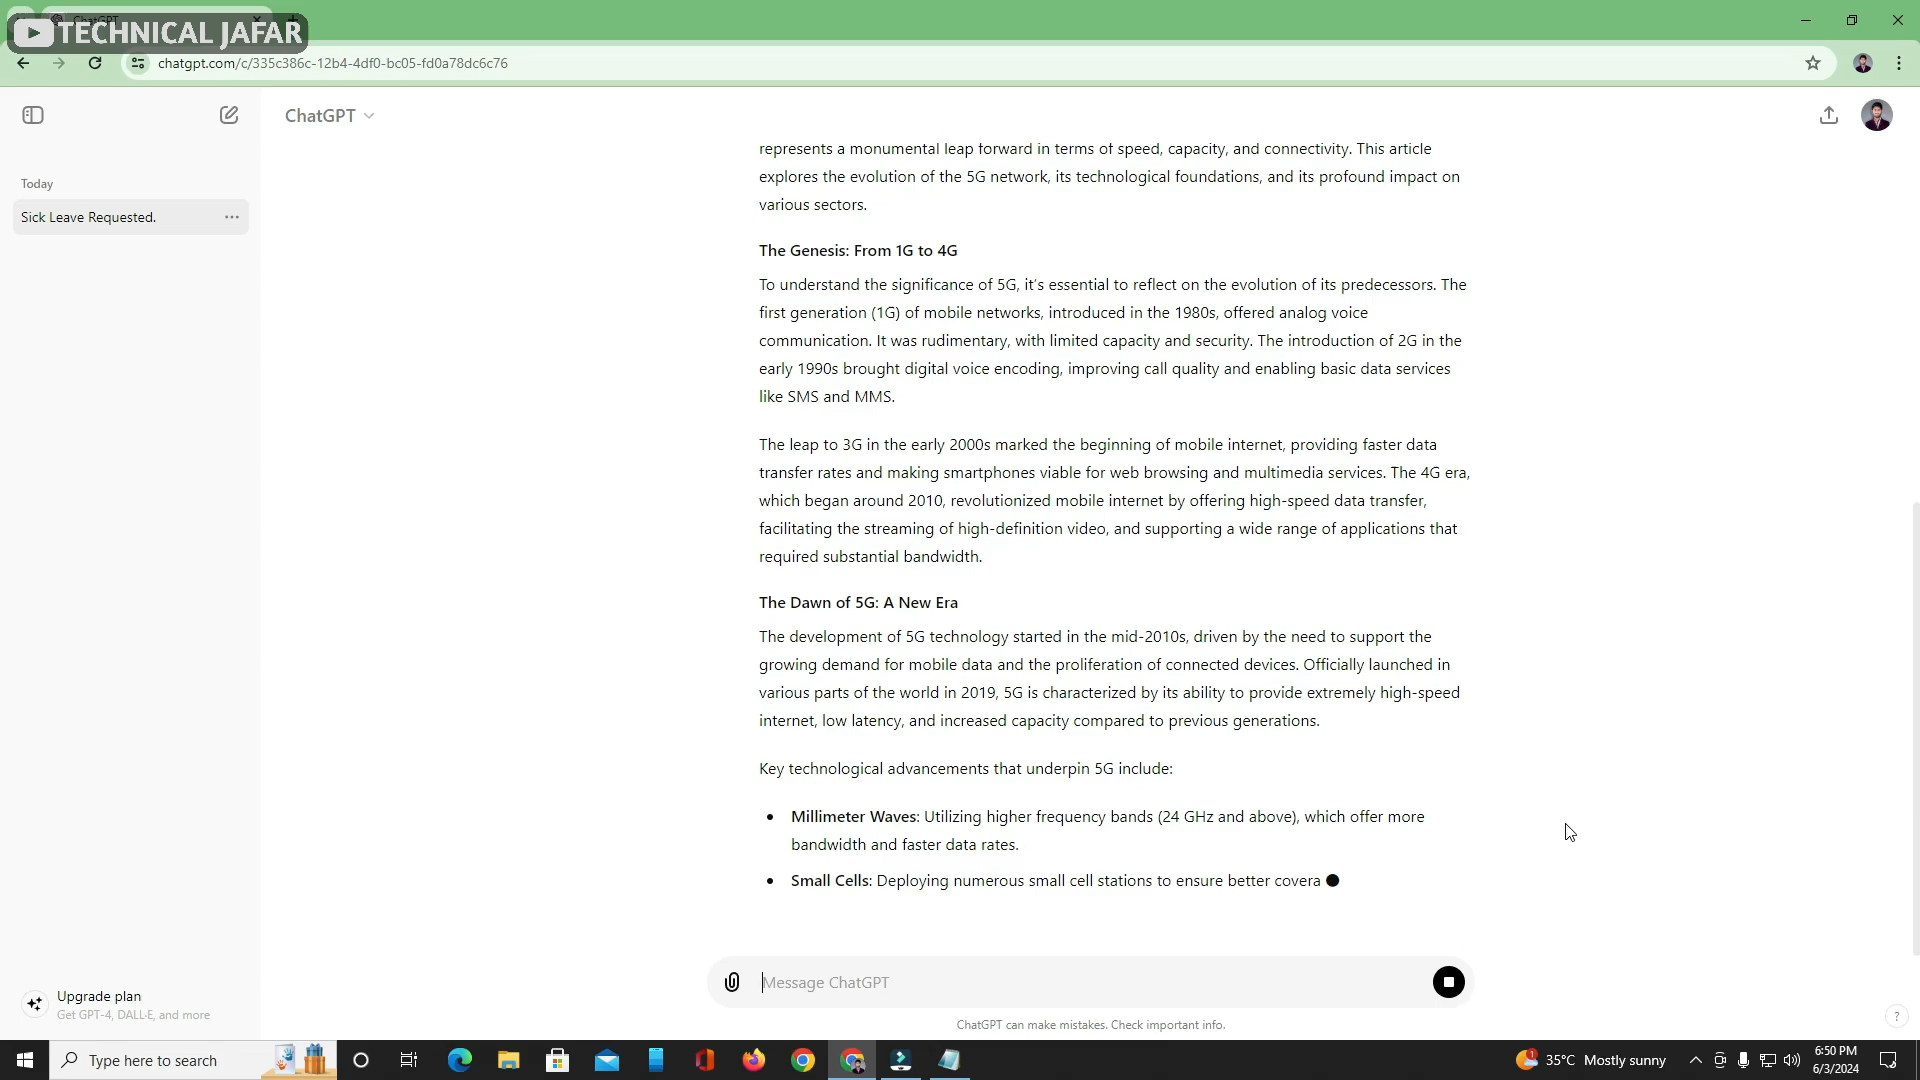 TECHNICAL JAFAR
chatgpt.com/c/335c386c-12b4-4df0-bc05-fd0a78dc6c76
ChatGPT
Today
Sick Leave Requested.
represents a monumental leap forward in terms of speed, capacity, and connectivity. This article
explores the evolution of the 5G network, its technological foundations, and its profound impact on
various sectors.
The Genesis: From 1G to 4G
To understand the significance of 5G, it's essential to reflect on the evolution of its predecessors. The
first generation (1G) of mobile networks, introduced in the 1980s, offered analog voice
communication. It was rudimentary, with limited capacity and security. The introduction of 2G in the
early 1990s brought digital voice encoding, improving call quality and enabling basic data services
like SMS and MMS.
The leap to 3G in the early 2000s marked the beginning of mobile internet, providing faster data
transfer rates and making smartphones viable for web browsing and multimedia services. The 4G era,
which began around 2010, revolutionized mobile internet by offering high-speed data transfer,
facilitating the streaming of high-definition video, and supporting a wide range of applications that
required substantial bandwidth.
The Dawn of 5G: A New Era
The development of 5G technology started in the mid-2010s, driven by the need to support the
growing demand for mobile data and the proliferation of connected devices. Officially launched in
various parts of the world in 2019, 5G is characterized by its ability to provide extremely high-speed
internet, low latency, and increased capacity compared to previous generations.
Key technological advancements that underpin 5G include:
• Millimeter Waves: Utilizing higher frequency bands (24 GHz and above), which offer more
bandwidth and faster data rates.
• Small Cells: Deploying numerous small cell stations to ensure better covera
Message ChatGPT
ChatGPT can make mistakes. Check important info.
Upgrade plan
Get GPT-4, DALL·E, and more
?
Type here to search
1
35°C Mostly sunny
6:50 PM
6/3/2024